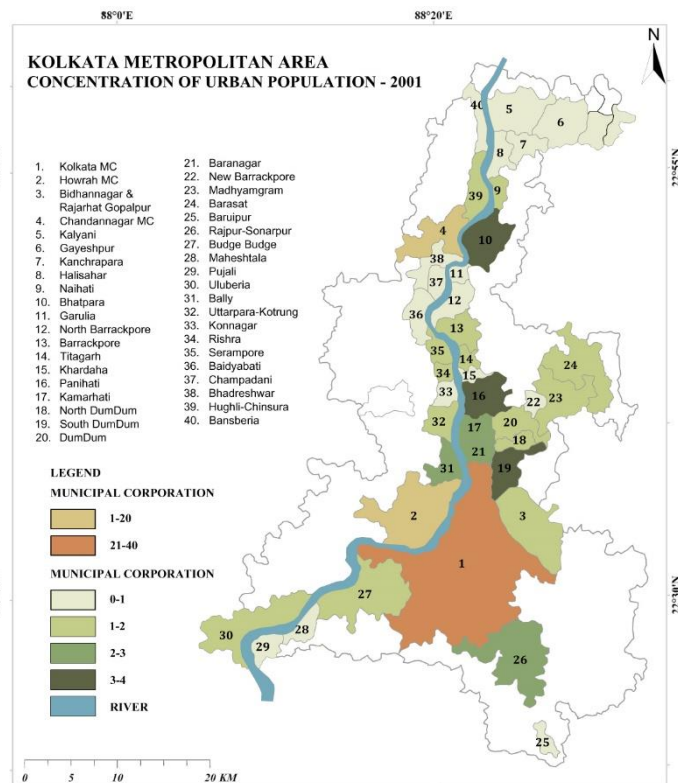 88°0'E
88°20'E
N
KOLKATA METROPOLITAN AREA
CONCENTRATION OF URBAN POPULATION - 2001
1. Kolkata MC
2. Howrah MC
3. Bidhannagar &
Rajarhat Gopalpur
4. Chandannagar MC
5. Kalyani
6. Gayeshpur
7. Kanchrapara
8. Halisahar
9. Naihati
10. Bhatpara
11. Garulia
12. North Barrackpore
13. Barrackpore
14. Titagarh
15. Khardaha
16. Panihati
17. Kamarhati
18. North DumDum
19. South DumDum
20. DumDum
21. Baranagar
22. New Barrackpore
23. Madhyamgram
24. Barasat
25. Baruipur
26. Rajpur-Sonarpur
27. Budge Budge
28. Maheshtala
29. Pujali
30. Uluberia
31. Bally
32. Uttarpara-Kotrung
33. Konnagar
34. Rishra
35. Serampore
36. Baidyabati
37. Champadani
38. Bhadreshwar
39. Hughli-Chinsura
40. Bansberia
LEGEND
MUNICIPAL CORPORATION
1-20
21-40
MUNICIPAL CORPORATION
0-1
1-2
2-3
3-4
RIVER
0 5 10 20 KM
40
5
6
8
7
39
9
4
10
38
11
37
12
36
13
35
14
34
15
33
16
24
23
22
32
17
20
18
21
31
19
2
3
1
27
30
28
29
26
25
22°55'N
22°30'N